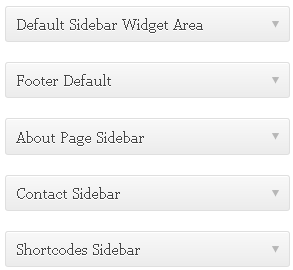 Default Sidebar Widget Area
Footer Default
About Page Sidebar
Contact Sidebar
Shortcodes Sidebar